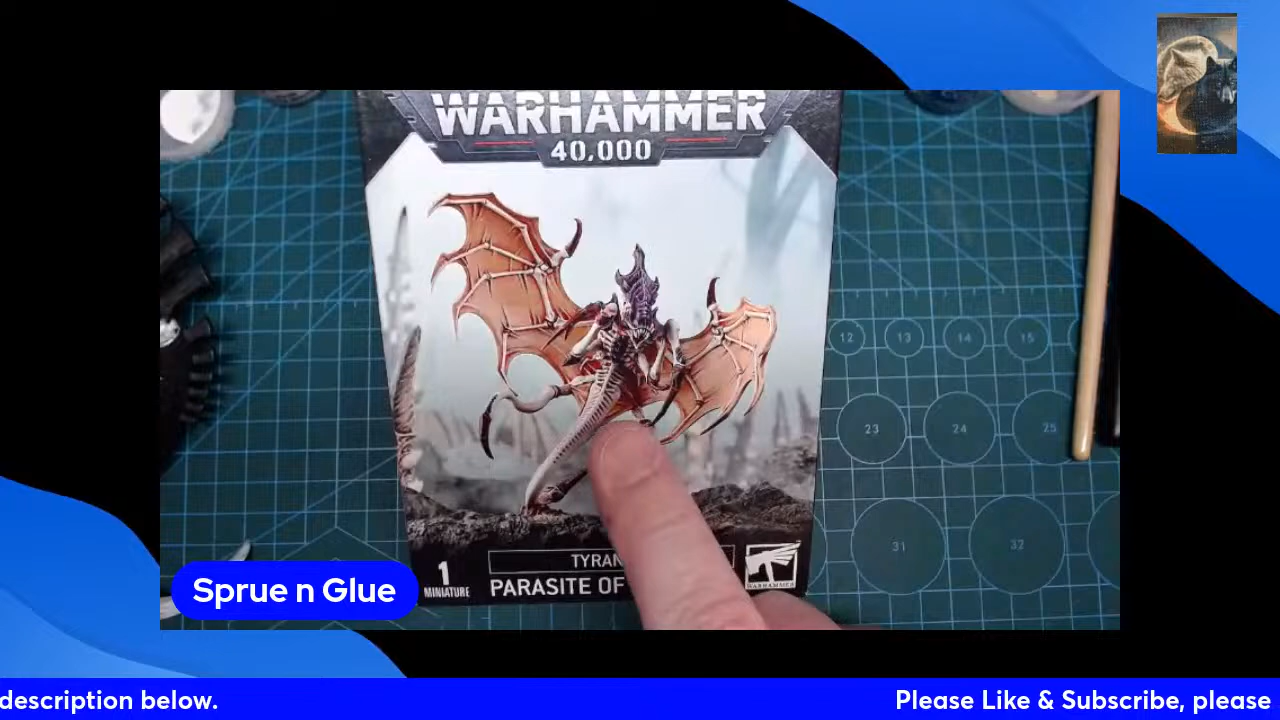 WARHAMMER
40,000
12 13 14 15
23 24 25
31 32
TYRAN
1
MINIATURE
PARASITE OF
WARHAMMER
Sprue n Glue
description below.
Please Like & Subscribe, please